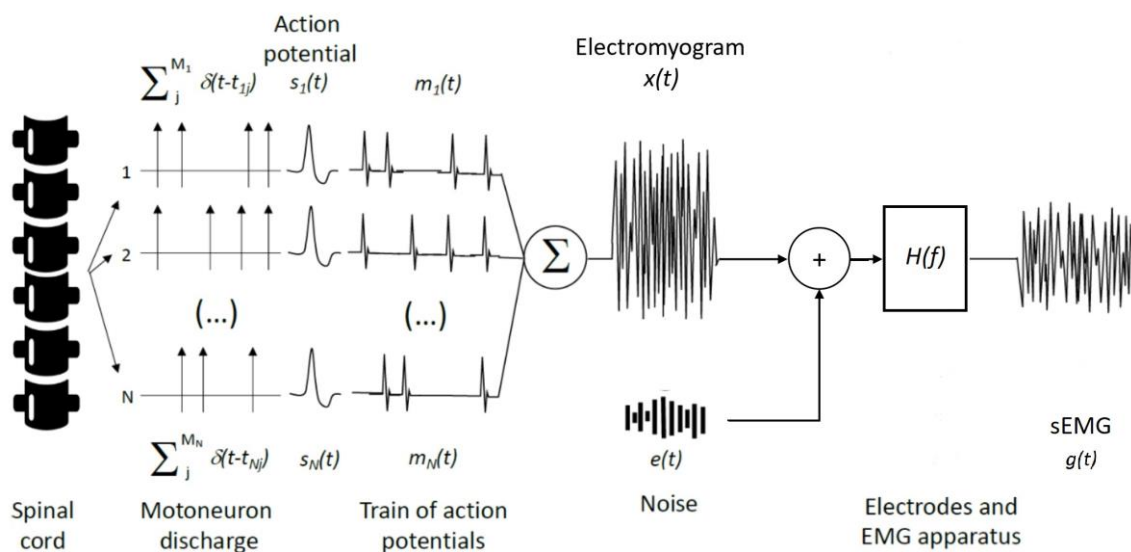 Action
potential
Electromyogram
x(t)
∑ j M1 δ(t-t1j)
s1(t)
m1(t)
1
2
(...)
(...)
N
∑
+
H(f)
∑ j MN δ(t-tNj)
sN(t)
mN(t)
e(t)
sEMG
g(t)
Spinal
cord
Motoneuron
discharge
Train of action
potentials
Noise
Electrodes and
EMG apparatus